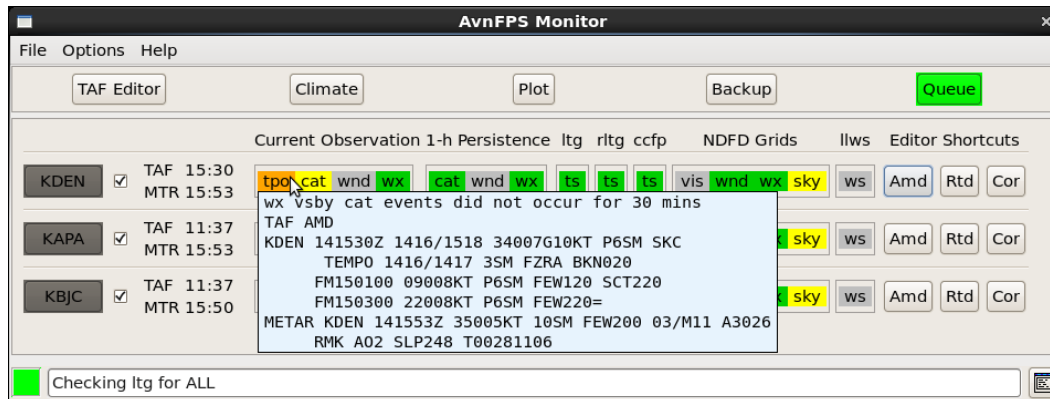 AvnFPS Monitor ×
File Options Help
TAF Editor Climate Plot Backup Queue
Current Observation 1-h Persistence ltg rltg ccfp NDFD Grids llws Editor Shortcuts
KDEN TAF 15:30 MTR 15:53 tpo cat wnd wx cat wnd wx ts ts ts vis wnd wx sky ws Amd Rtd Cor
wx vsby cat events did not occur for 30 mins
TAF AMD
KDEN 141530Z 1416/1518 34007G10KT P6SM SKC
TEMPO 1416/1417 3SM FZRA BKN020
FM150100 09008KT P6SM FEW120 SCT220
FM150300 22008KT P6SM FEW220=
METAR KDEN 141553Z 35005KT 10SM FEW200 03/M11 A3026
RMK AO2 SLP248 T00281106
KAPA TAF 11:37 MTR 15:53 sky ws Amd Rtd Cor
KBJC TAF 11:37 MTR 15:50 sky ws Amd Rtd Cor
Checking ltg for ALL